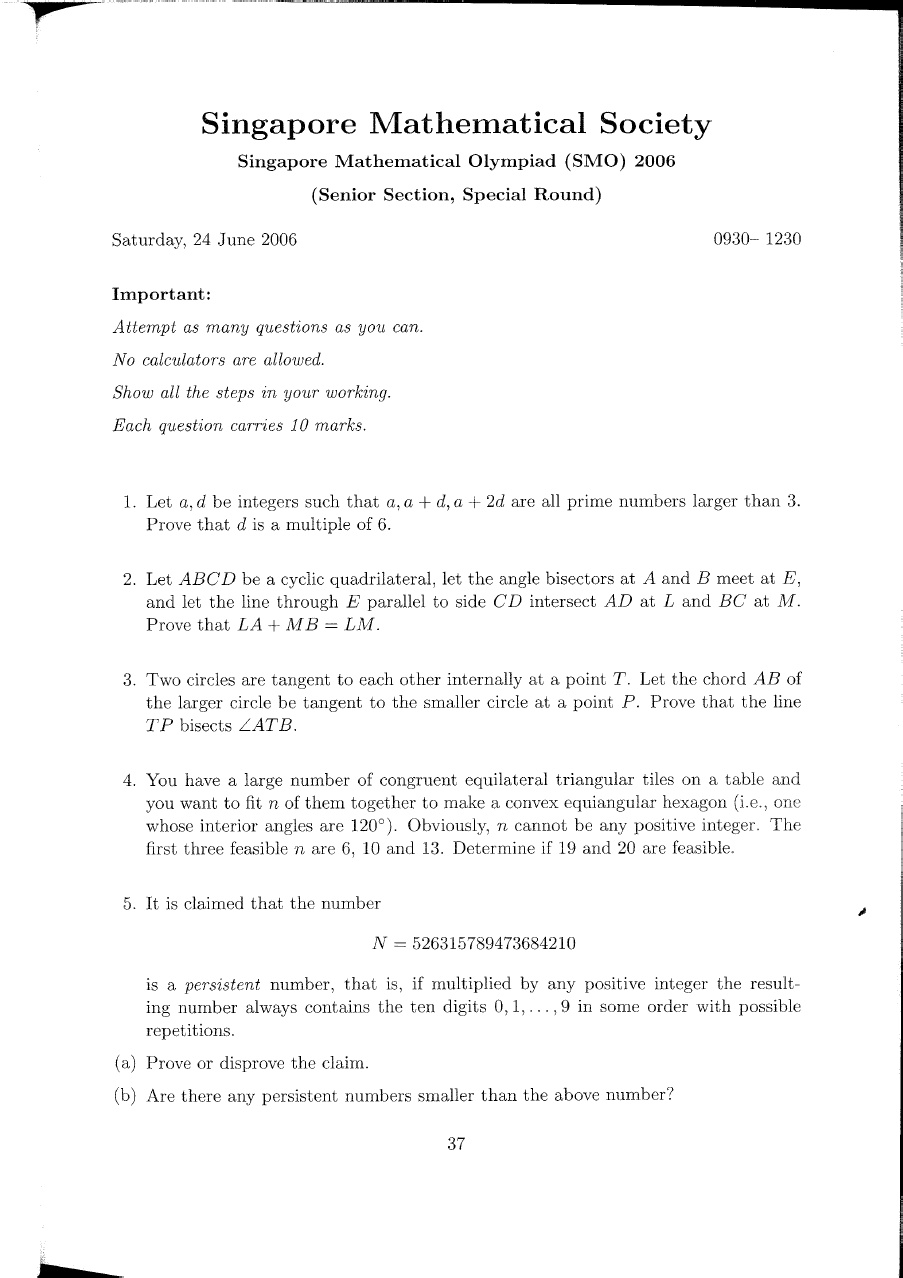 Singapore Mathematical Society
Singapore Mathematical Olympiad (SMO) 2006
(Senior Section, Special Round)
Saturday, 24 June 2006 0930– 1230
Important:
Attempt as many questions as you can.
No calculators are allowed.
Show all the steps in your working.
Each question carries 10 marks.
1. Let a, d be integers such that a, a + d, a + 2d are all prime numbers larger than 3.
Prove that d is a multiple of 6.
2. Let ABCD be a cyclic quadrilateral, let the angle bisectors at A and B meet at E,
and let the line through E parallel to side CD intersect AD at L and BC at M.
Prove that LA + MB = LM.
3. Two circles are tangent to each other internally at a point T. Let the chord AB of
the larger circle be tangent to the smaller circle at a point P. Prove that the line
TP bisects ∠ATB.
4. You have a large number of congruent equilateral triangular tiles on a table and
you want to fit n of them together to make a convex equiangular hexagon (i.e., one
whose interior angles are 120°). Obviously, n cannot be any positive integer. The
first three feasible n are 6, 10 and 13. Determine if 19 and 20 are feasible.
5. It is claimed that the number
N = 526315789473684210
is a persistent number, that is, if multiplied by any positive integer the result-
ing number always contains the ten digits 0, 1, . . . , 9 in some order with possible
repetitions.
(a) Prove or disprove the claim.
(b) Are there any persistent numbers smaller than the above number?
37